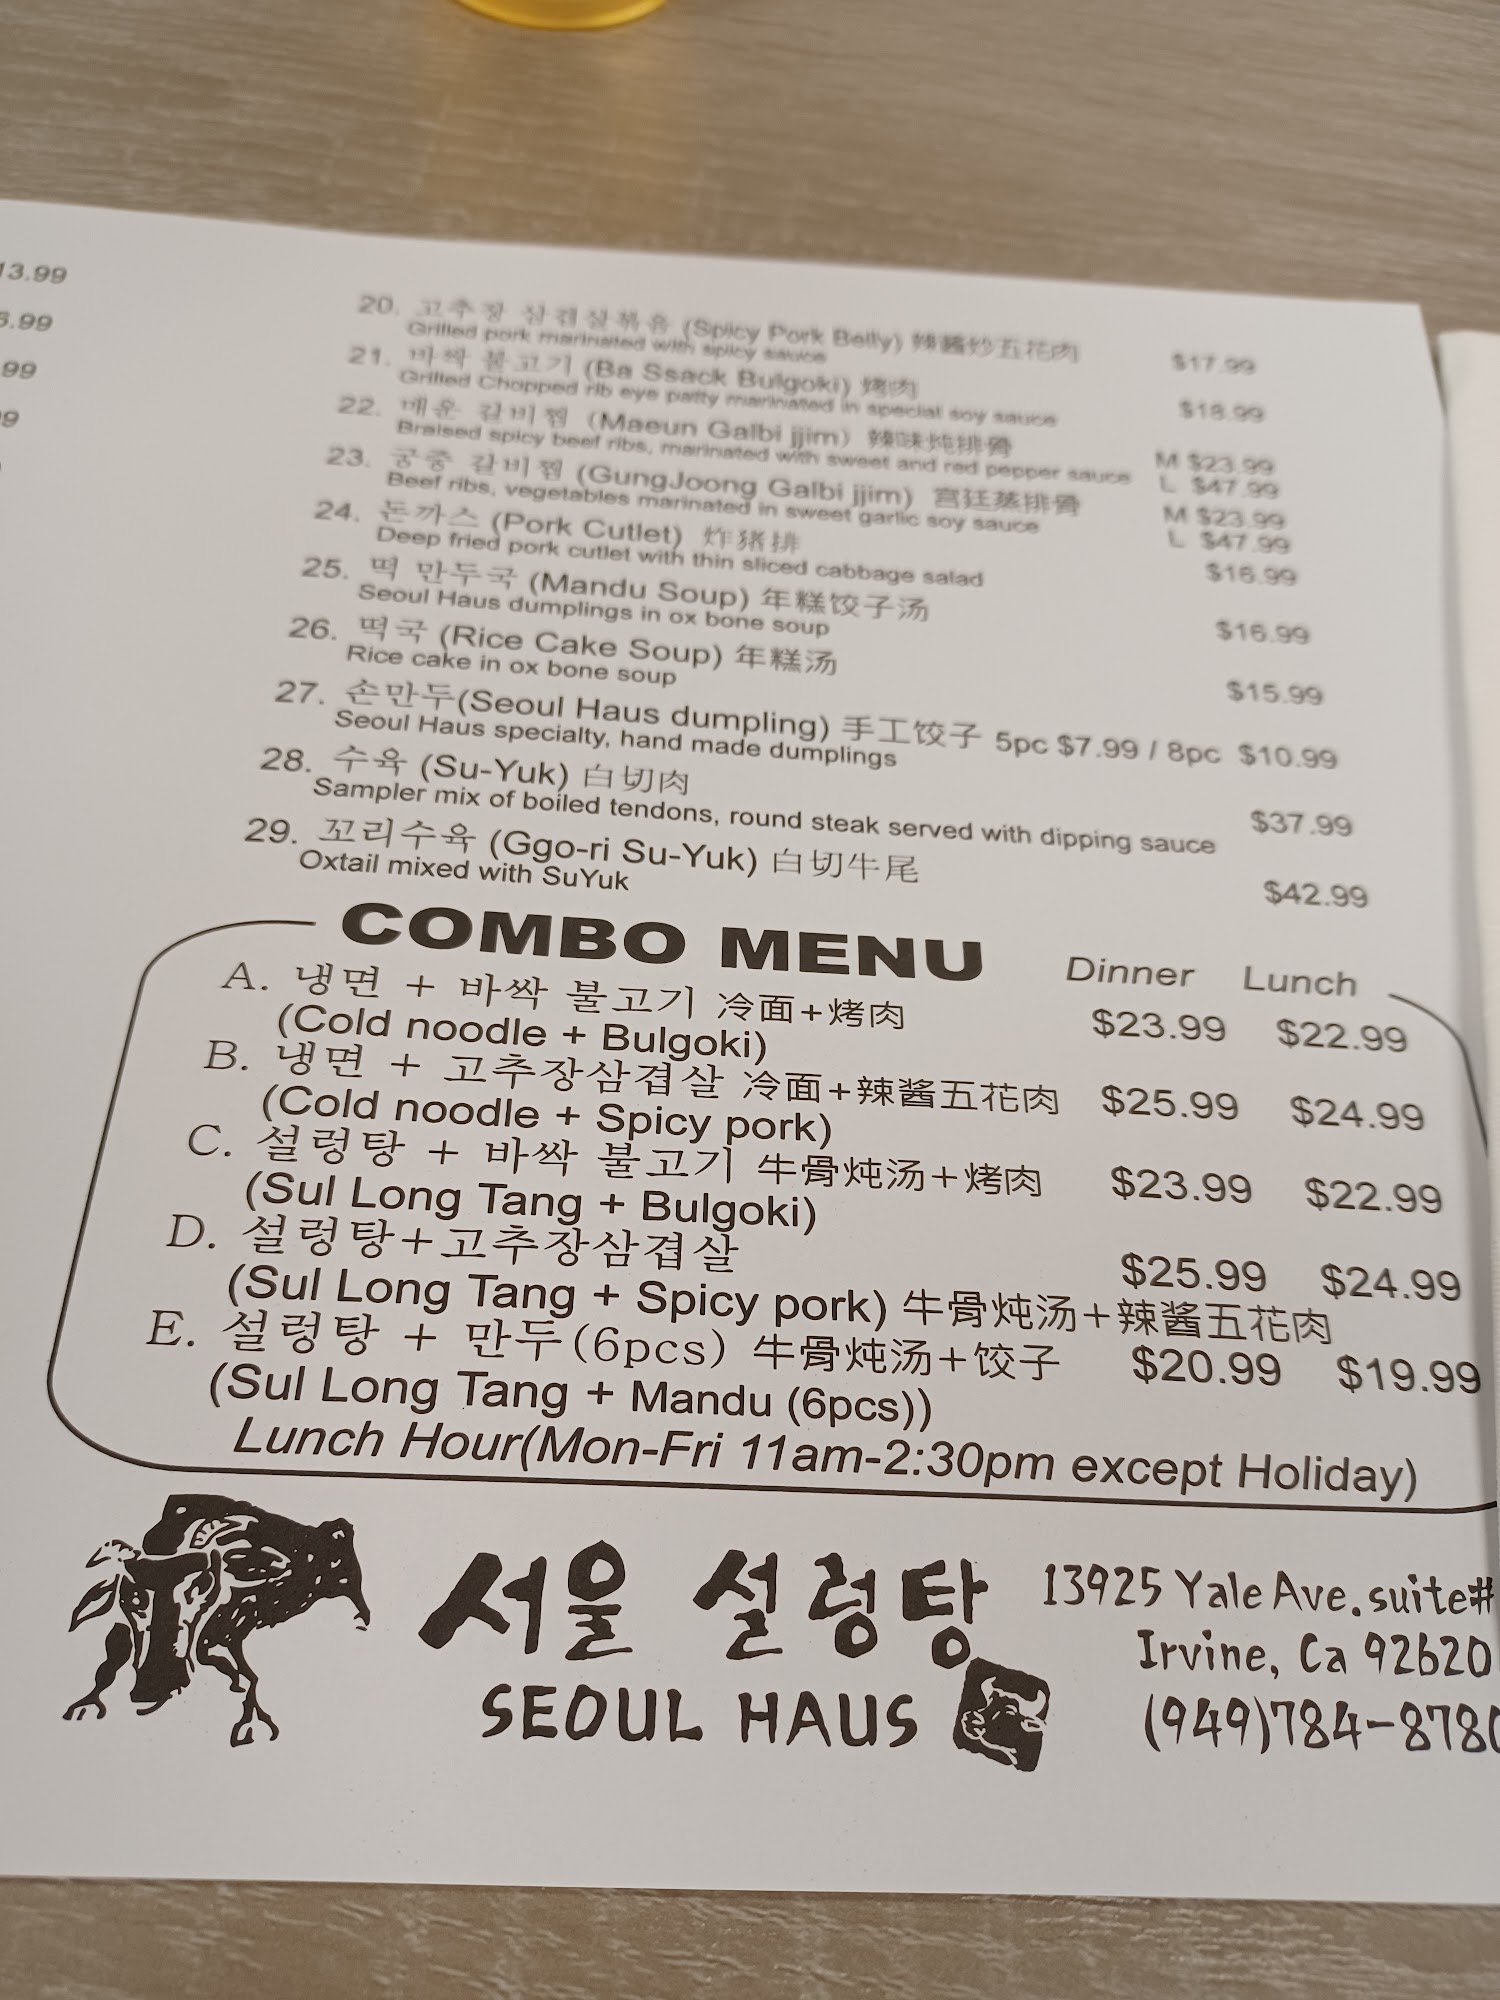 13.99
20. 고추장 삼겹살볶음 (Spicy Pork Belly) 辣酱炒五花肉 $17.99
Grilled pork marinated with spicy sauce
21. 바싹 불고기 (Ba Ssack Bulgoki) 烤肉 $18.99
Grilled Chopped rib eye patty marinated in special soy sauce
22. 매운 갈비찜 (Maeun Galbi jjim) 辣味炖排骨 M $23.99
Braised spicy beef ribs, marinated with sweet and red pepper sauce L $47.99
23. 궁중 갈비찜 (GungJoong Galbi jjim) 宫廷蒸排骨 M $23.99
Beef ribs, vegetables marinated in sweet garlic soy sauce L $47.99
24. 돈까스 (Pork Cutlet) 炸猪排 $16.99
Deep fried pork cutlet with thin sliced cabbage salad
25. 떡 만두국 (Mandu Soup) 年糕饺子汤 $16.99
Seoul Haus dumplings in ox bone soup
26. 떡국 (Rice Cake Soup) 年糕汤 $15.99
Rice cake in ox bone soup
27. 손만두(Seoul Haus dumpling) 手工饺子 5pc $7.99 / 8pc $10.99
Seoul Haus specialty, hand made dumplings
28. 수육 (Su-Yuk) 白切肉 $37.99
Sampler mix of boiled tendons, round steak served with dipping sauce
29. 꼬리수육 (Ggo-ri Su-Yuk) 白切牛尾 $42.99
Oxtail mixed with SuYuk
COMBO MENU Dinner Lunch
A. 냉면 + 바싹 불고기 冷面+烤肉 $23.99 $22.99
(Cold noodle + Bulgoki)
B. 냉면 + 고추장삼겹살 冷面+辣酱五花肉 $25.99 $24.99
(Cold noodle + Spicy pork)
C. 설렁탕 + 바싹 불고기 牛骨炖汤+烤肉 $23.99 $22.99
(Sul Long Tang + Bulgoki)
D. 설렁탕+고추장삼겹살 $25.99 $24.99
(Sul Long Tang + Spicy pork) 牛骨炖汤+辣酱五花肉
E. 설렁탕 + 만두(6pcs) 牛骨炖汤+饺子 $20.99 $19.99
(Sul Long Tang + Mandu (6pcs))
Lunch Hour(Mon-Fri 11am-2:30pm except Holiday)
서울 설렁탕
SEOUL HAUS
13925 Yale Ave. suite#
Irvine, Ca 92620
(949)784-8780